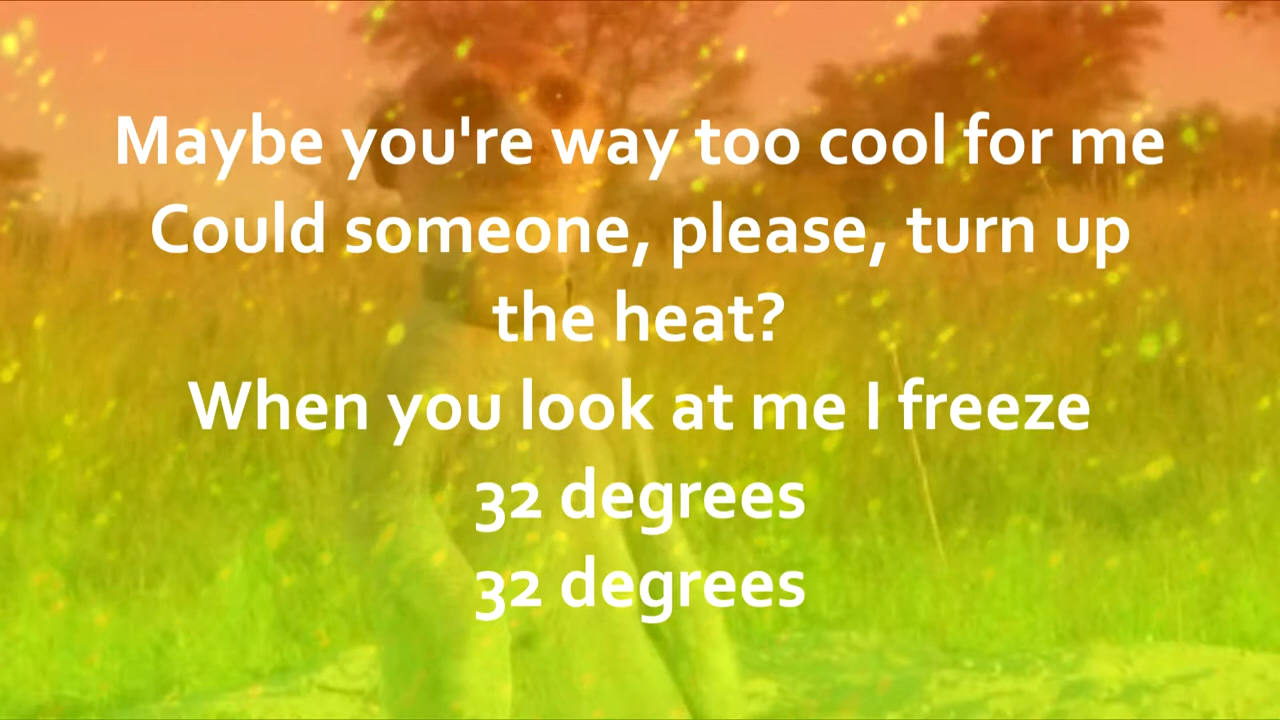 Maybe you're way too cool for me
Could someone, please, turn up
the heat?
When you look at me I freeze
32 degrees
32 degrees